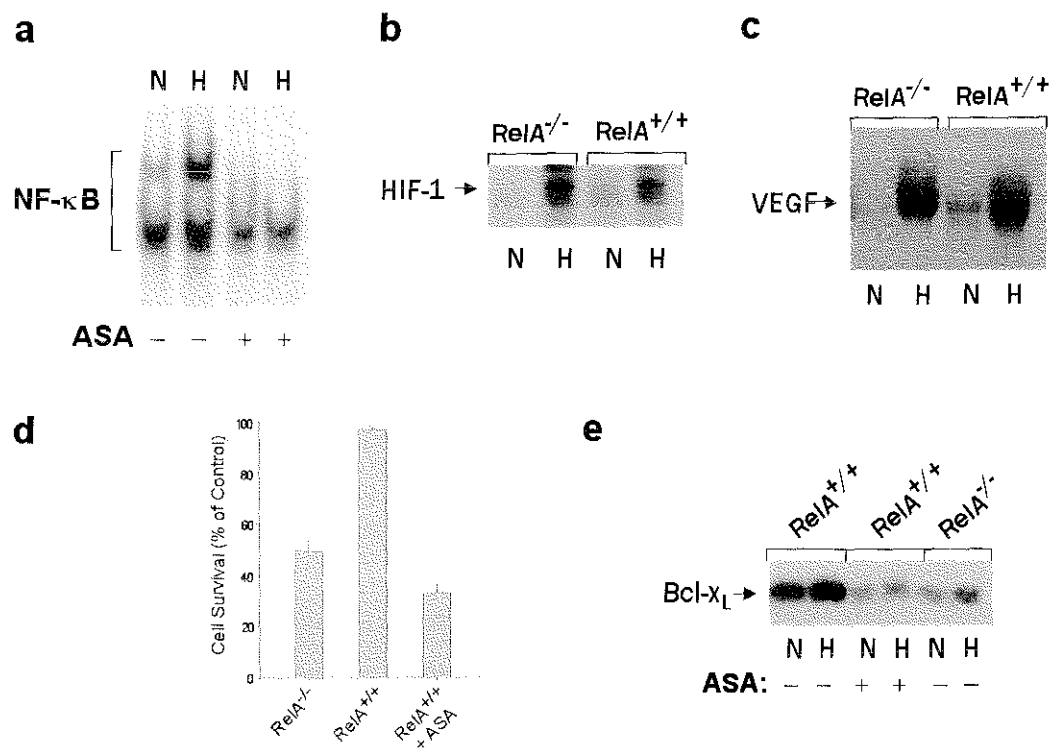 a
N H N H
NF-κB
ASA – – + +
b
RelA-/- RelA+/+
HIF-1
N H N H
c
RelA-/- RelA+/+
VEGF
N H N H
d
Cell Survival (% of Control)
100
80
60
40
20
0
RelA-/-
RelA+/+
RelA+/+
+ ASA
e
RelA+/+ RelA+/+ RelA-/-
Bcl-xL
N H N H N H
ASA: – – + + – –